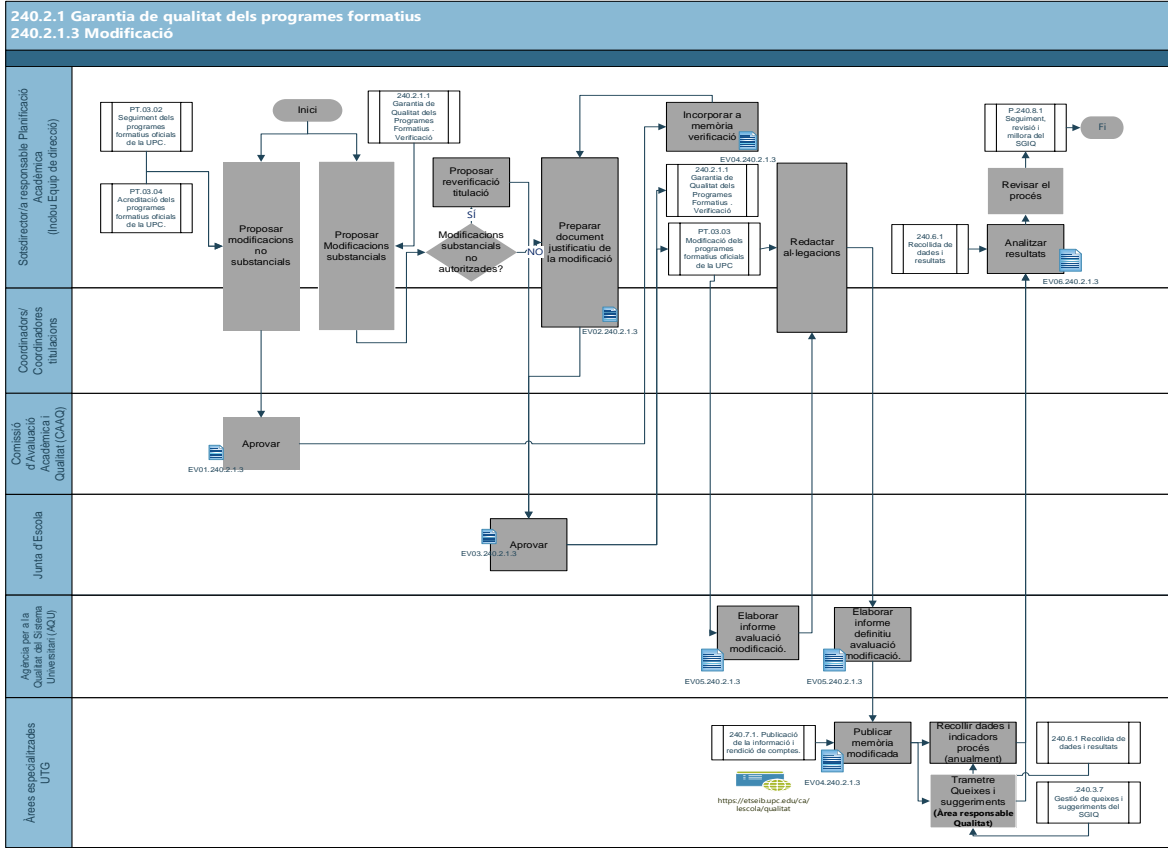 240.2.1 Garantia de qualitat dels programes formatius
240.2.1.3 Modificació
Sotsdirector/a responsable Planificació
Acadèmica
(Inclou Equip de direcció)
PT.03.02
Seguiment dels
programes
formatius oficials
de la UPC.
PT.03.04
Acreditació dels
programes
formatius oficials
de la UPC.
Inici
240.2.1.1
Garantia de
Qualitat dels
Programes
Formatius .
Verificació
Proposar
modificacions
no
substancials
Proposar
Modificacions
substancials
Proposar
reverificació
titulació
SÍ
Modificacions
substancials
no
autoritzades?
NO
Preparar
document
justificatiu de
la modificació
EV02.240.2.1.3
Incorporar a
memòria
verificació
EV04.240.2.1.3
240.2.1.1
Garantia de
Qualitat dels
Programes
Formatius .
Verificació
PT.03.03
Modificació dels
programes
formatius oficials
de la UPC
Redactar
al·legacions
P.240.8.1
Seguiment,
revisió i
millora del
SGIQ
Fi
Revisar el
procés
240.6.1
Recollida de
dades i
resultats
Analitzar
resultats
EV06.240.2.1.3
Coordinadors/
Coordinadores
titulacions
Comissió
d'Avaluació
Acadèmica i
Qualitat (CAAQ)
Aprovar
EV01.240.2.1.3
Junta d'Escola
Aprovar
EV03.240.2.1.3
Agència per a la
Qualitat del Sistema
Universitari (AQU)
Elaborar
informe
avaluació
modificació.
EV05.240.2.1.3
Elaborar
informe
definitiu
avaluació
modificació.
EV05.240.2.1.3
Àrees especialitzades
UTG
240.7.1. Publicació
de la informació i
rendició de comptes.
https://etseib.upc.edu/ca/
lescola/qualitat
Publicar
memòria
modificada
EV04.240.2.1.3
Recollir dades i
indicadors
procés
(anualment)
Trametre
Queixes i
suggeriments
(Àrea responsable
Qualitat)
240.6.1 Recollida de
dades i resultats
.240.3.7
Gestió de queixes i
suggeriments del
SGIQ